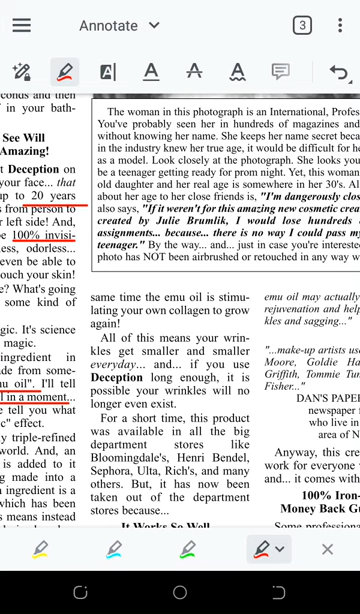 Annotate
3
conds and then
f in your bath-
See Will
Amazing!
t Deception on
your face... that
up to 20 years
s from person to
r left side! And,
be 100% invisi-
less, odorless...
even be able to
ouch your skin!
e? What's going
s some kind of
gic. It's science
magic.
ingredient in
ade from some-
nu oil". I'll tell
l in a moment...
e tell you what
c" effect.
ly triple-refined
world. And, an
is added to it
g made into a
n ingredient is a
which has been
s means instead
The woman in this photograph is an International, Profes
You've probably seen her in hundreds of magazines and
without knowing her name. She keeps her name secret beca
in the industry knew her true age, it would be difficult for he
as a model. Look closely at the photograph. She looks you
be a teenager getting ready for prom night. Yet, this woman
old daughter and her real age is somewhere in her 30's. Al
about her age to her close friends is, "I'm dangerously clos
also says, "If it weren't for this amazing new cosmetic crea
created by Julie Brumlik, I would lose hundreds
assignments... because... there is no way I could pass my
teenager." By the way... and... just in case you're interested
photo has NOT been airbrushed or retouched in any way w
same time the emu oil is stimu-
lating your own collagen to grow
again!
All of this means your wrin-
kles get smaller and smaller
everyday... and... if you use
Deception long enough, it is
possible your wrinkles will no
longer even exist.
For a short time, this product
was available in all the big
department stores like
Bloomingdale's, Henri Bendel,
Sephora, Ulta, Rich's, and many
others. But, it has now been
taken out of the department
stores because...
It Works So Well
emu oil may actually
rejuvenation and help
kles and sagging..."
"...make-up artists use
Moore, Goldie Ha
Griffith, Tommy Tun
Fisher..."
DAN'S PAPE
newspaper f
who live in
area of N
Anyway, this cre
work for everyone
and... it comes with
100% Iron-
Money Back Gu
Some professiona